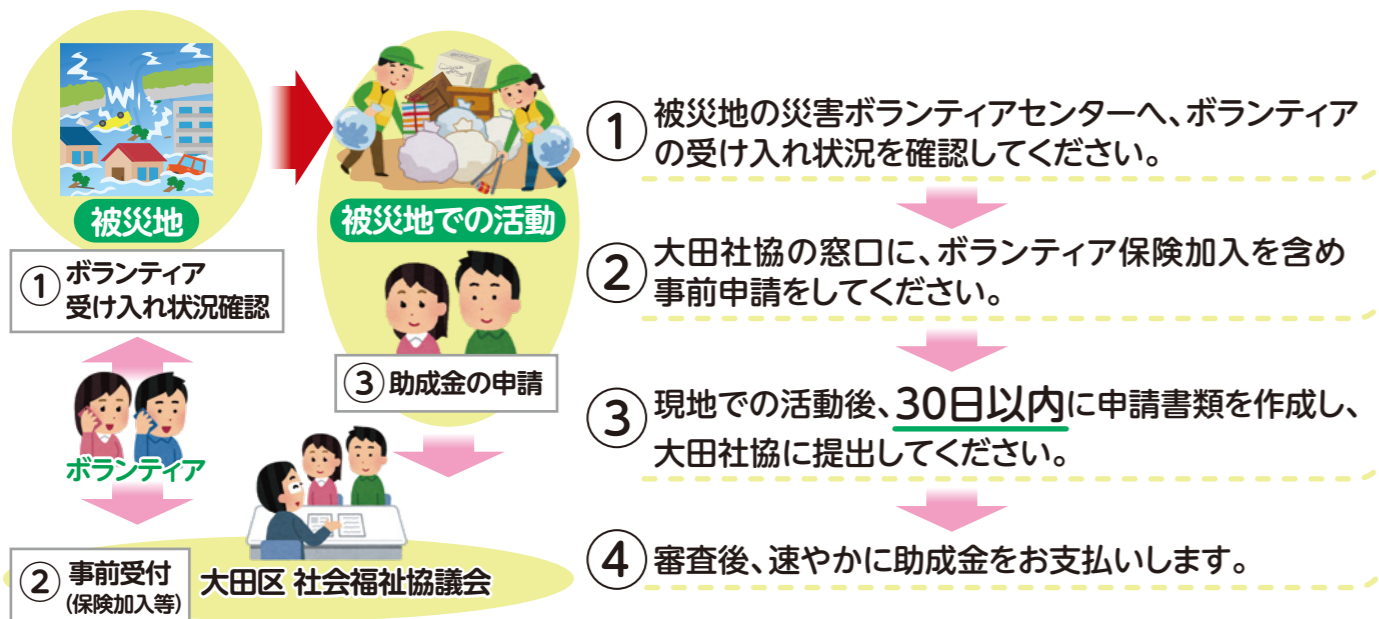 被災地
① ボランティア
受け入れ状況確認
ボランティア
② 事前受付
(保険加入等)
大田区 社会福祉協議会
被災地での活動
③ 助成金の申請
① 被災地の災害ボランティアセンターへ、ボランティア
の受け入れ状況を確認してください。
② 大田社協の窓口に、ボランティア保険加入を含め
事前申請をしてください。
③ 現地での活動後、30日以内に申請書類を作成し、
大田社協に提出してください。
④ 審査後、速やかに助成金をお支払いします。